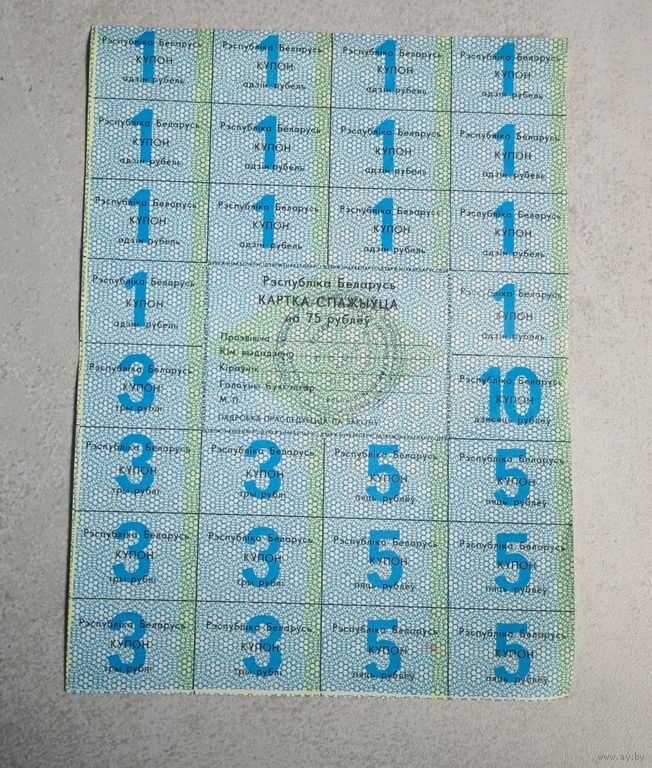 Рэспубліка Беларусь Рэспубліка Беларусь Рэспубліка Беларусь Рэспубліка Беларусь
1 КУПОН 1 КУПОН 1 КУПОН 1 КУПОН
адзін рубель адзін рубель адзін рубель адзін рубель
Рэспубліка Беларусь Рэспубліка Беларусь Рэспубліка Беларусь Рэспубліка Беларусь
1 КУПОН 1 КУПОН 1 КУПОН 1 КУПОН
адзін рубель адзін рубель адзін рубель адзін рубель
Рэспубліка Беларусь Рэспубліка Беларусь Рэспубліка Беларусь Рэспубліка Беларусь
1 КУПОН 1 КУПОН 1 КУПОН 1 КУПОН
адзін рубель адзін рубель адзін рубель адзін рубель
Рэспубліка Беларусь
1 КУПОН
адзін рубель
Рэспубліка Беларусь
КАРТКА СПАЖЫЎЦА
на 75 рублёў
Прозвішча
Кім выдадзена
Кіраўнік
Галоўны бухгалтар
М. П.
ПАДРОБКА ПРАСЛЕДУЕЦЦА ПА ЗАКОНУ
Рэспубліка Беларусь
1 КУПОН
адзін рубель
Рэспубліка Беларусь
3 КУПОН
тры рублі
Рэспубліка Беларусь
10 КУПОН
дзесяць рублёў
Рэспубліка Беларусь Рэспубліка Беларусь Рэспубліка Беларусь Рэспубліка Беларусь
3 КУПОН 3 КУПОН 5 КУПОН 5 КУПОН
тры рублі тры рублі пяць рублёў пяць рублёў
Рэспубліка Беларусь Рэспубліка Беларусь Рэспубліка Беларусь Рэспубліка Беларусь
3 КУПОН 3 КУПОН 5 КУПОН 5 КУПОН
тры рублі тры рублі пяць рублёў пяць рублёў
Рэспубліка Беларусь Рэспубліка Беларусь Рэспубліка Беларусь Рэспубліка Беларусь
3 КУПОН 3 КУПОН 5 КУПОН 5 КУПОН
тры рублі тры рублі пяць рублёў пяць рублёў
www.ay.by